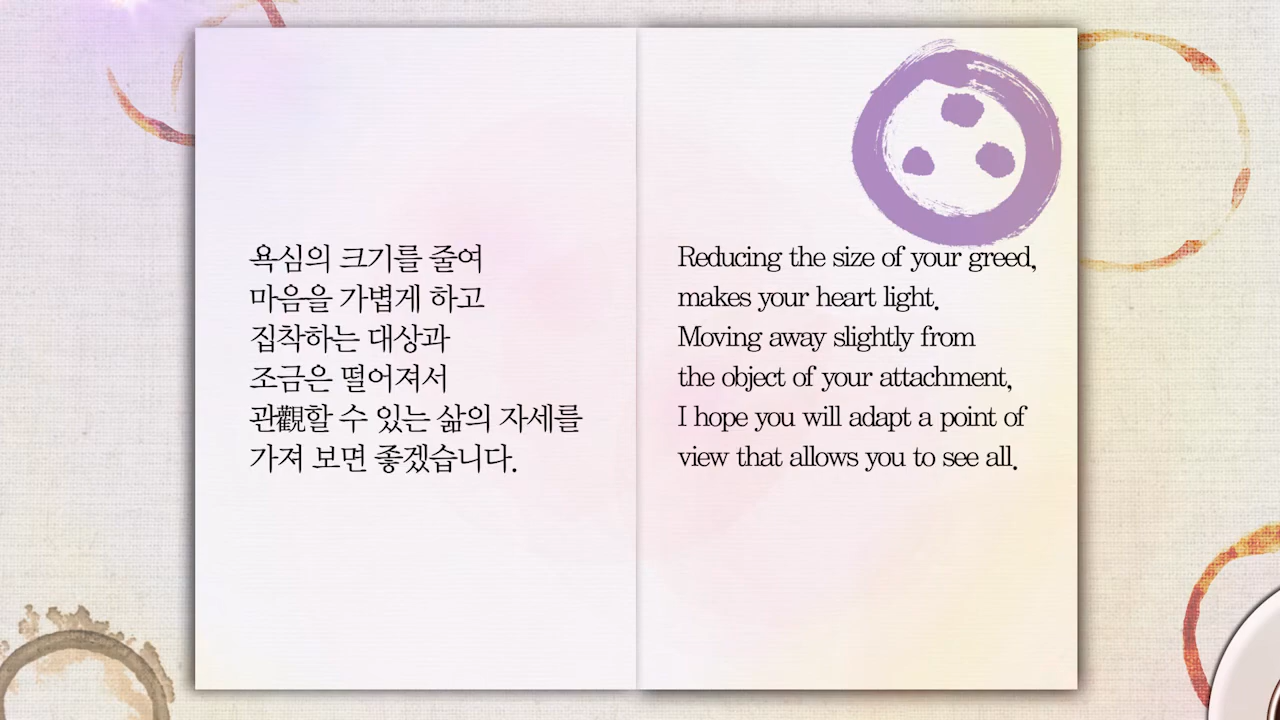 욕심의 크기를 줄여
마음을 가볍게 하고
집착하는 대상과
조금은 떨어져서
관觀할 수 있는 삶의 자세를
가져 보면 좋겠습니다.
Reducing the size of your greed,
makes your heart light.
Moving away slightly from
the object of your attachment,
I hope you will adapt a point of
view that allows you to see all.